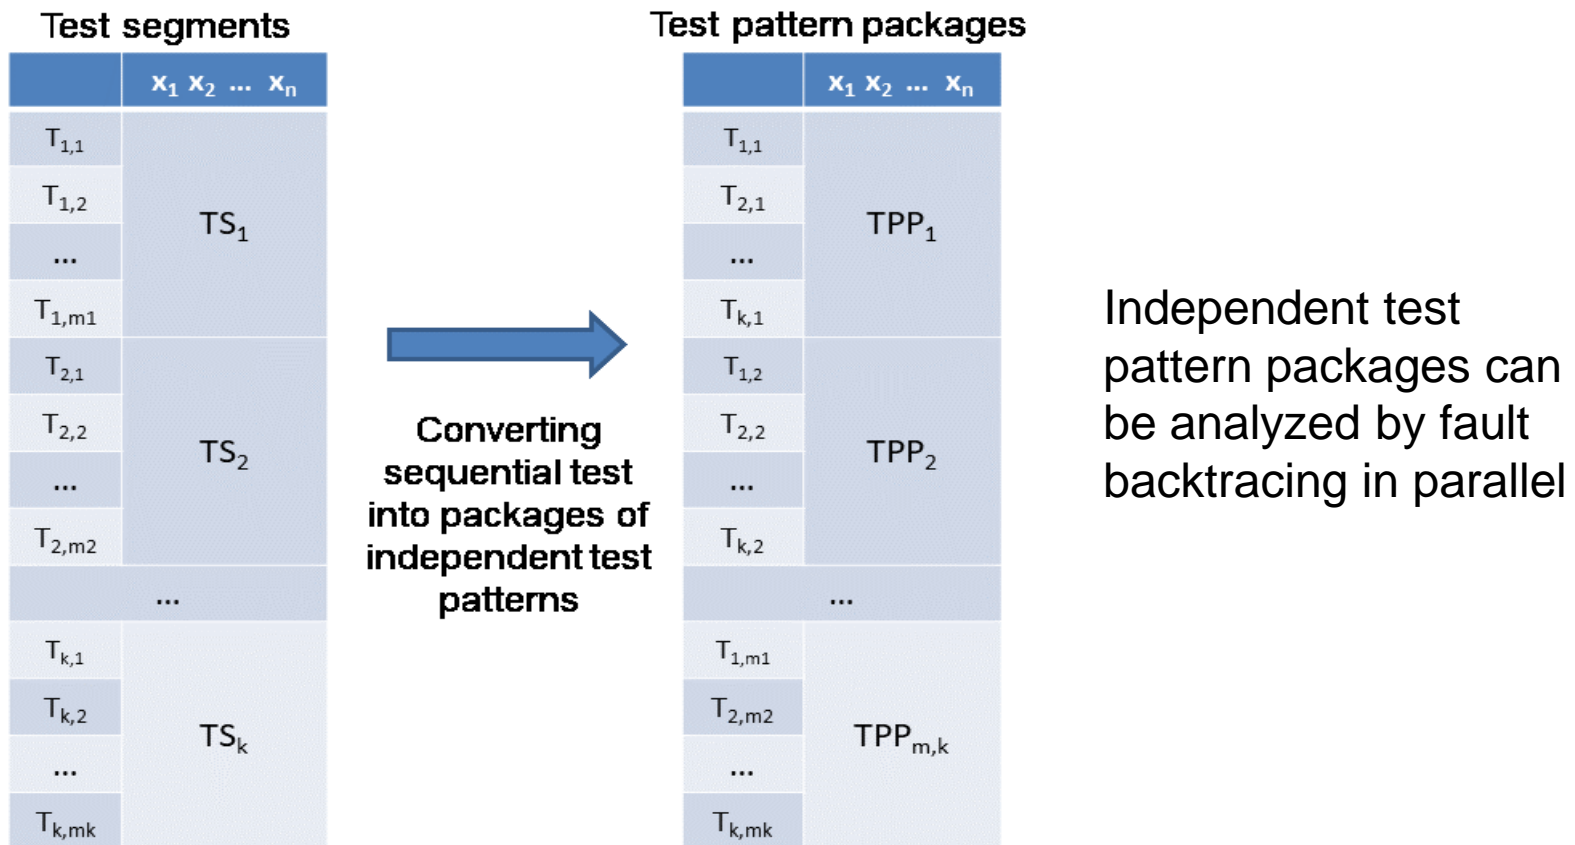 Test segments
x1 x2 ... xn
T1,1
T1,2
...
T1,m1
TS1
T2,1
T2,2
...
T2,m2
TS2
...
Tk,1
Tk,2
...
Tk,mk
TSk
Converting
sequential test
into packages of
independent test
patterns
Test pattern packages
x1 x2 ... xn
T1,1
T2,1
...
Tk,1
TPP1
T1,2
T2,2
...
Tk,2
TPP2
...
T1,m1
T2,m2
...
Tk,mk
TPPm,k
Independent test
pattern packages can
be analyzed by fault
backtracing in parallel